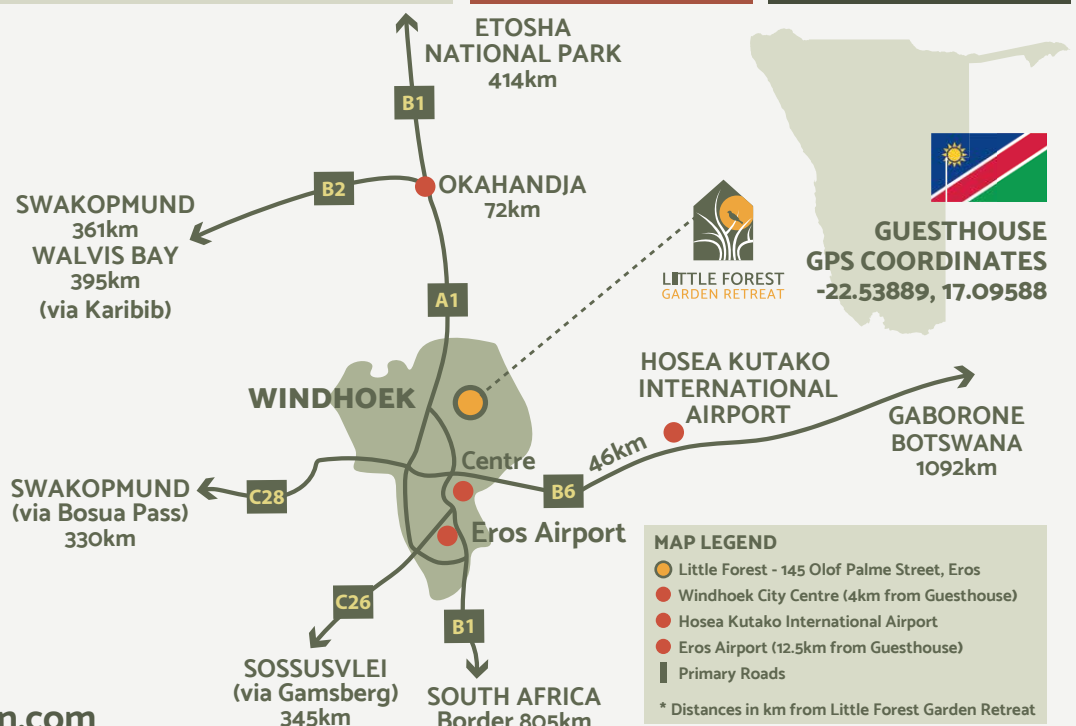 ETOSHA
NATIONAL PARK
414km
B1
B2
OKAHANDJA
72km
SWAKOPMUND
361km
WALVIS BAY
395km
(via Karibib)
A1
LITTLE FOREST
GARDEN RETREAT
GUESTHOUSE
GPS COORDINATES
-22.53889, 17.09588
WINDHOEK
HOSEA KUTAKO
INTERNATIONAL
AIRPORT
46km
GABORONE
BOTSWANA
1092km
Centre
B6
SWAKOPMUND
(via Bosua Pass)
330km
C28
Eros Airport
C26
B1
SOSSUSVLEI
(via Gamsberg)
345km
SOUTH AFRICA
Border 805km
MAP LEGEND
Little Forest - 145 Olof Palme Street, Eros
Windhoek City Centre (4km from Guesthouse)
Hosea Kutako International Airport
Eros Airport (12.5km from Guesthouse)
Primary Roads
* Distances in km from Little Forest Garden Retreat
n.com